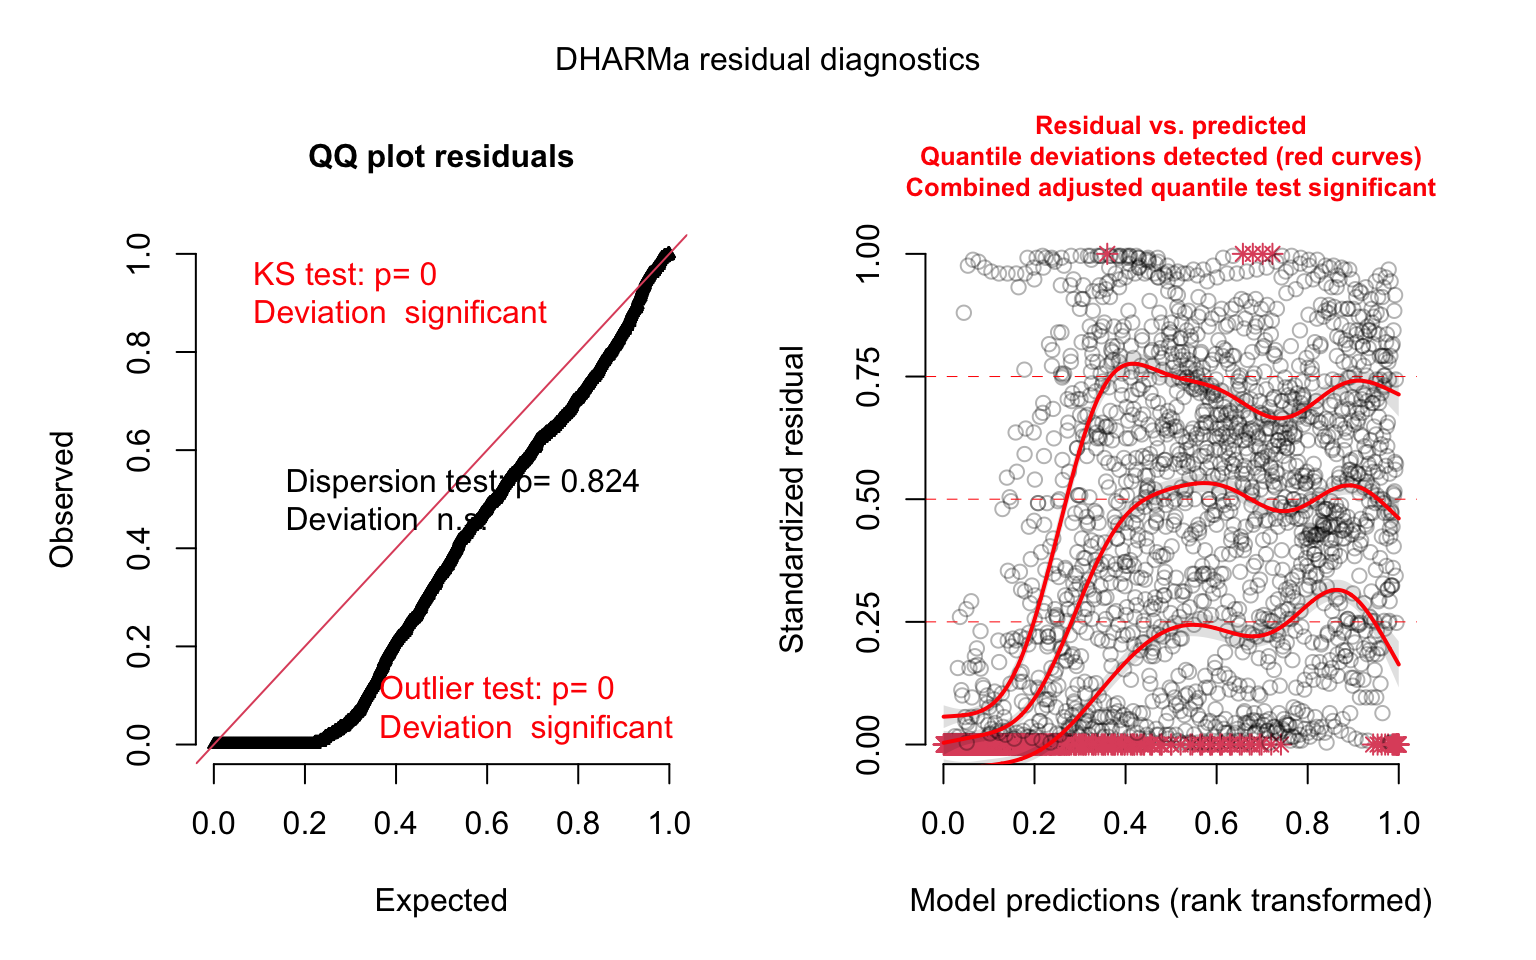 DHARMa residual diagnostics
QQ plot residuals
KS test: p= 0
Deviation  significant
Dispersion test: p= 0.824
Deviation  n.s.
Outlier test: p= 0
Deviation  significant
Observed
0.0 0.2 0.4 0.6 0.8 1.0
0.0 0.2 0.4 0.6 0.8 1.0
Expected
Residual vs. predicted
Quantile deviations detected (red curves)
Combined adjusted quantile test significant
Standardized residual
0.00 0.25 0.50 0.75 1.00
0.0 0.2 0.4 0.6 0.8 1.0
Model predictions (rank transformed)